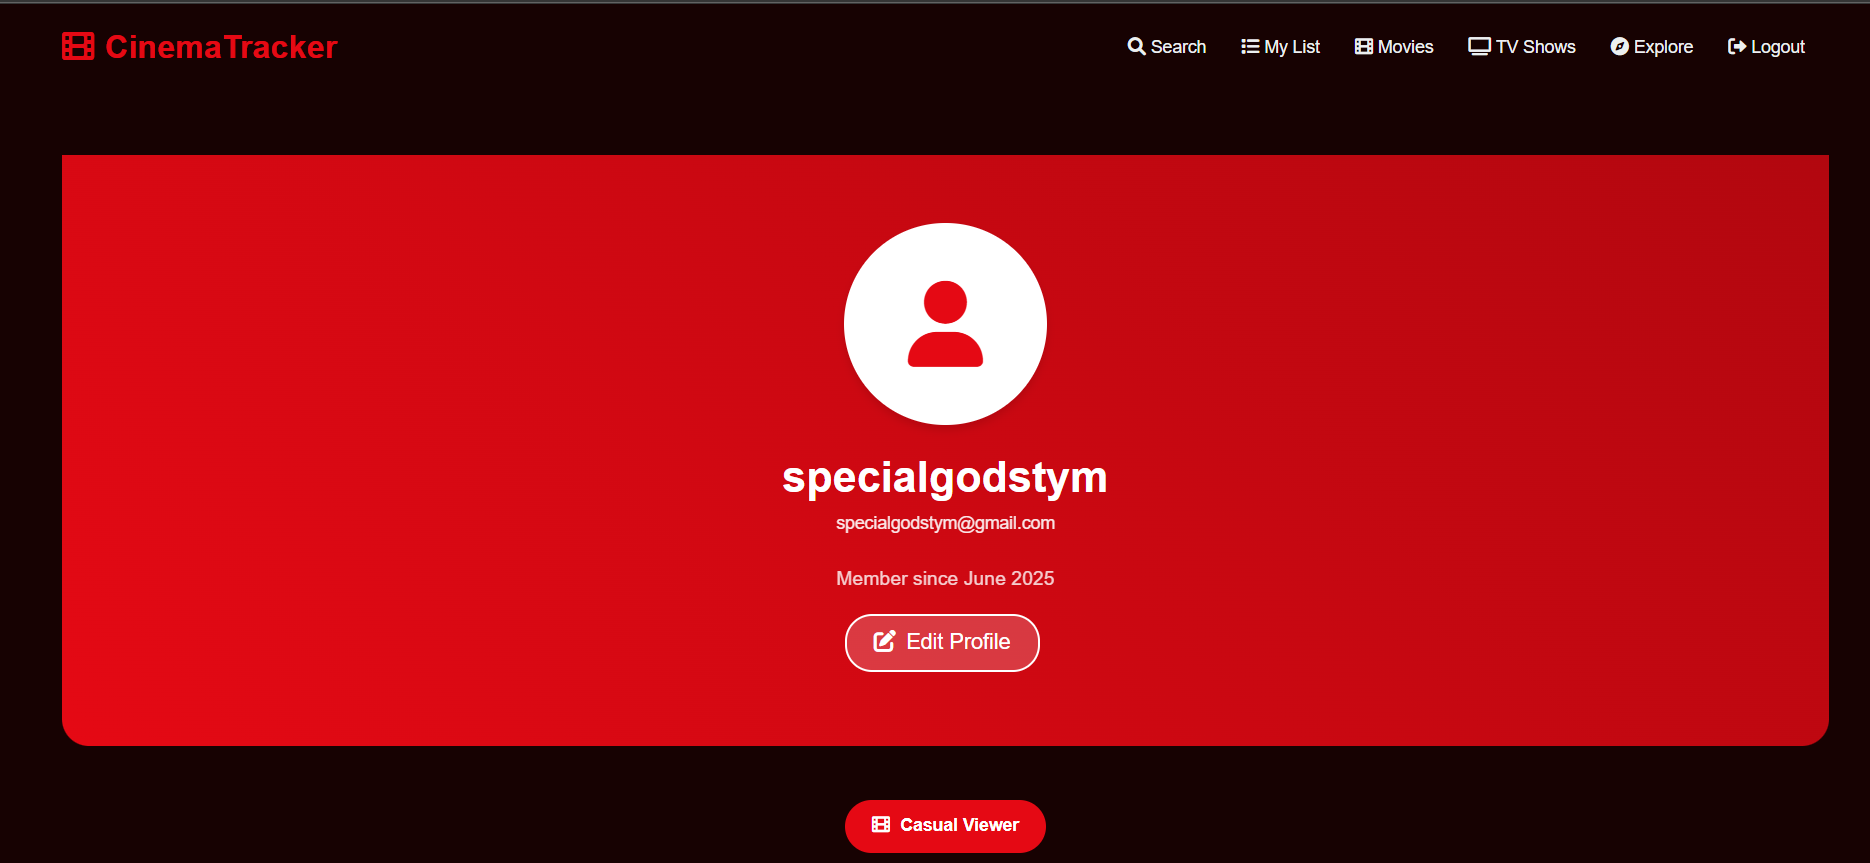 CinemaTracker
Search My List Movies TV Shows Explore Logout
specialgodstym
specialgodstym@gmail.com
Member since June 2025
Edit Profile
Casual Viewer